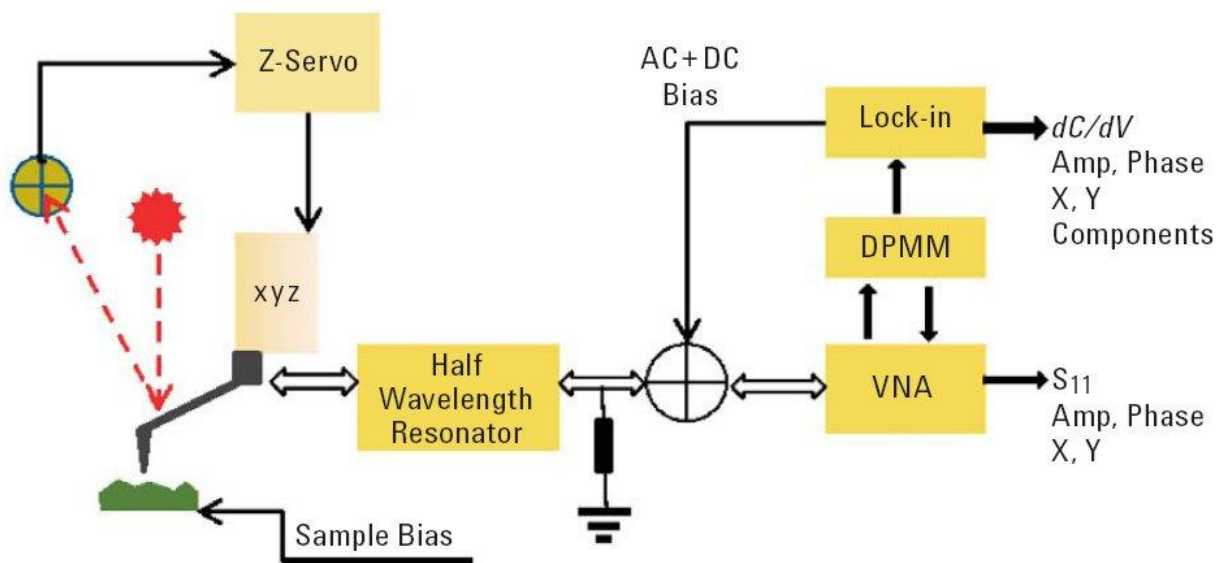 Z-Servo
AC+DC
Bias
Lock-in
dC/dV
Amp, Phase
X, Y
Components
DPMM
xyz
Half
Wavelength
Resonator
VNA
S₁₁
Amp, Phase
X, Y
Sample Bias